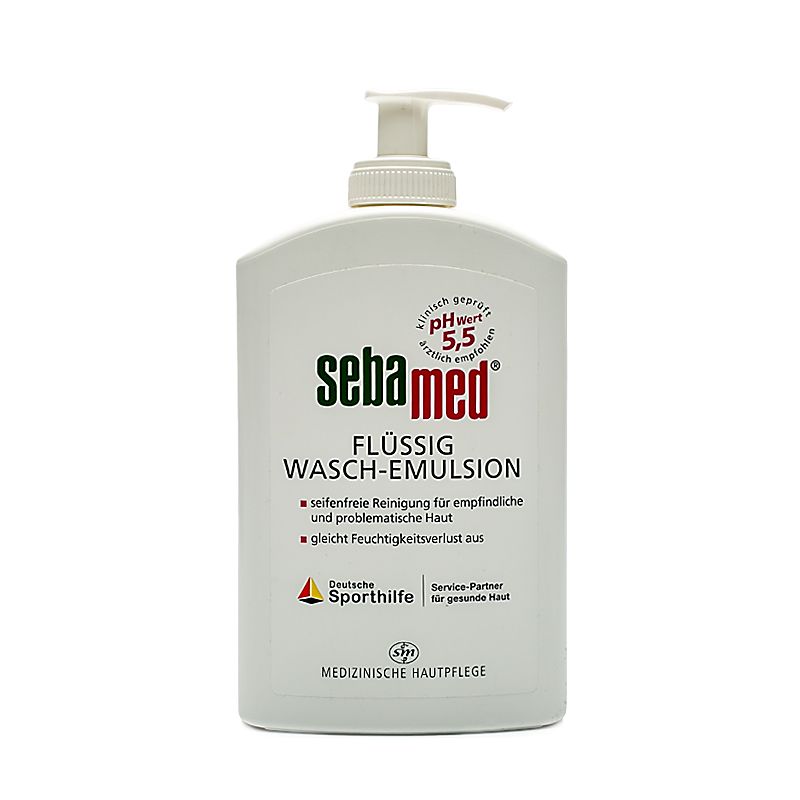 klinisch geprüft
pH Wert
5,5
ärztlich empfohlen
sebamed®
FLÜSSIG
WASCH-EMULSION
▪ seifenfreie Reinigung für empfindliche
und problematische Haut
▪ gleicht Feuchtigkeitsverlust aus
Deutsche
Sporthilfe
Service-Partner
für gesunde Haut
sm
MEDIZINISCHE HAUTPFLEGE